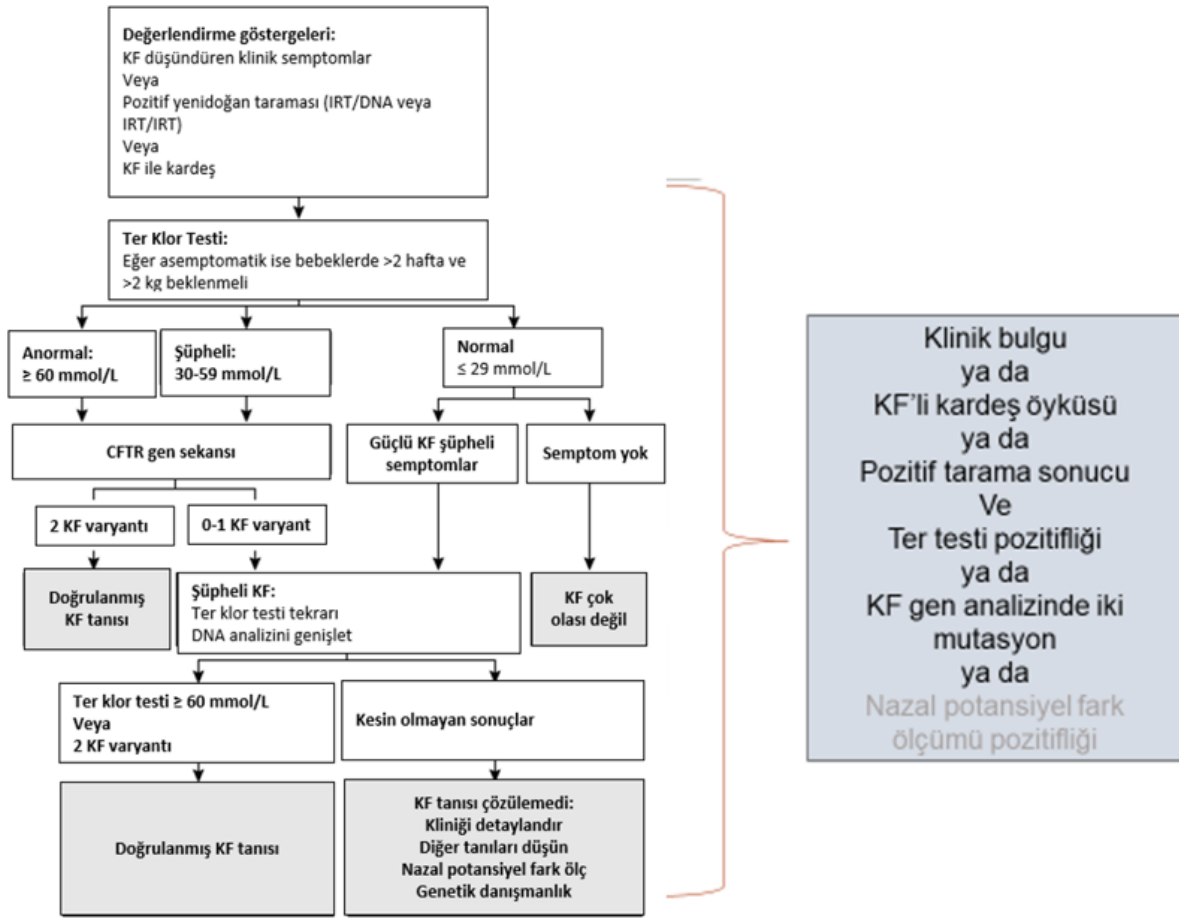 Değerlendirme göstergeleri:
KF düşündüren klinik semptomlar
Veya
Pozitif yenidoğan taraması (IRT/DNA veya
IRT/IRT)
Veya
KF ile kardeş
Ter Klor Testi:
Eğer asemptomatik ise bebeklerde >2 hafta ve
>2 kg beklenmeli
Anormal:
≥ 60 mmol/L
Şüpheli:
30-59 mmol/L
Normal
≤ 29 mmol/L
CFTR gen sekansı
Güçlü KF şüpheli
semptomlar
Semptom yok
2 KF varyantı
0-1 KF varyant
Doğrulanmış
KF tanısı
Şüpheli KF:
Ter klor testi tekrarı
DNA analizini genişlet
KF çok
olası değil
Ter klor testi ≥ 60 mmol/L
Veya
2 KF varyantı
Kesin olmayan sonuçlar
Doğrulanmış KF tanısı
KF tanısı çözülemedi:
Kliniği detaylandır
Diğer tanıları düşün
Nazal potansiyel fark ölç
Genetik danışmanlık
Klinik bulgu
ya da
KF'li kardeş öyküsü
ya da
Pozitif tarama sonucu
Ve
Ter testi pozitifliği
ya da
KF gen analizinde iki
mutasyon
ya da
Nazal potansiyel fark
ölçümü pozitifliği